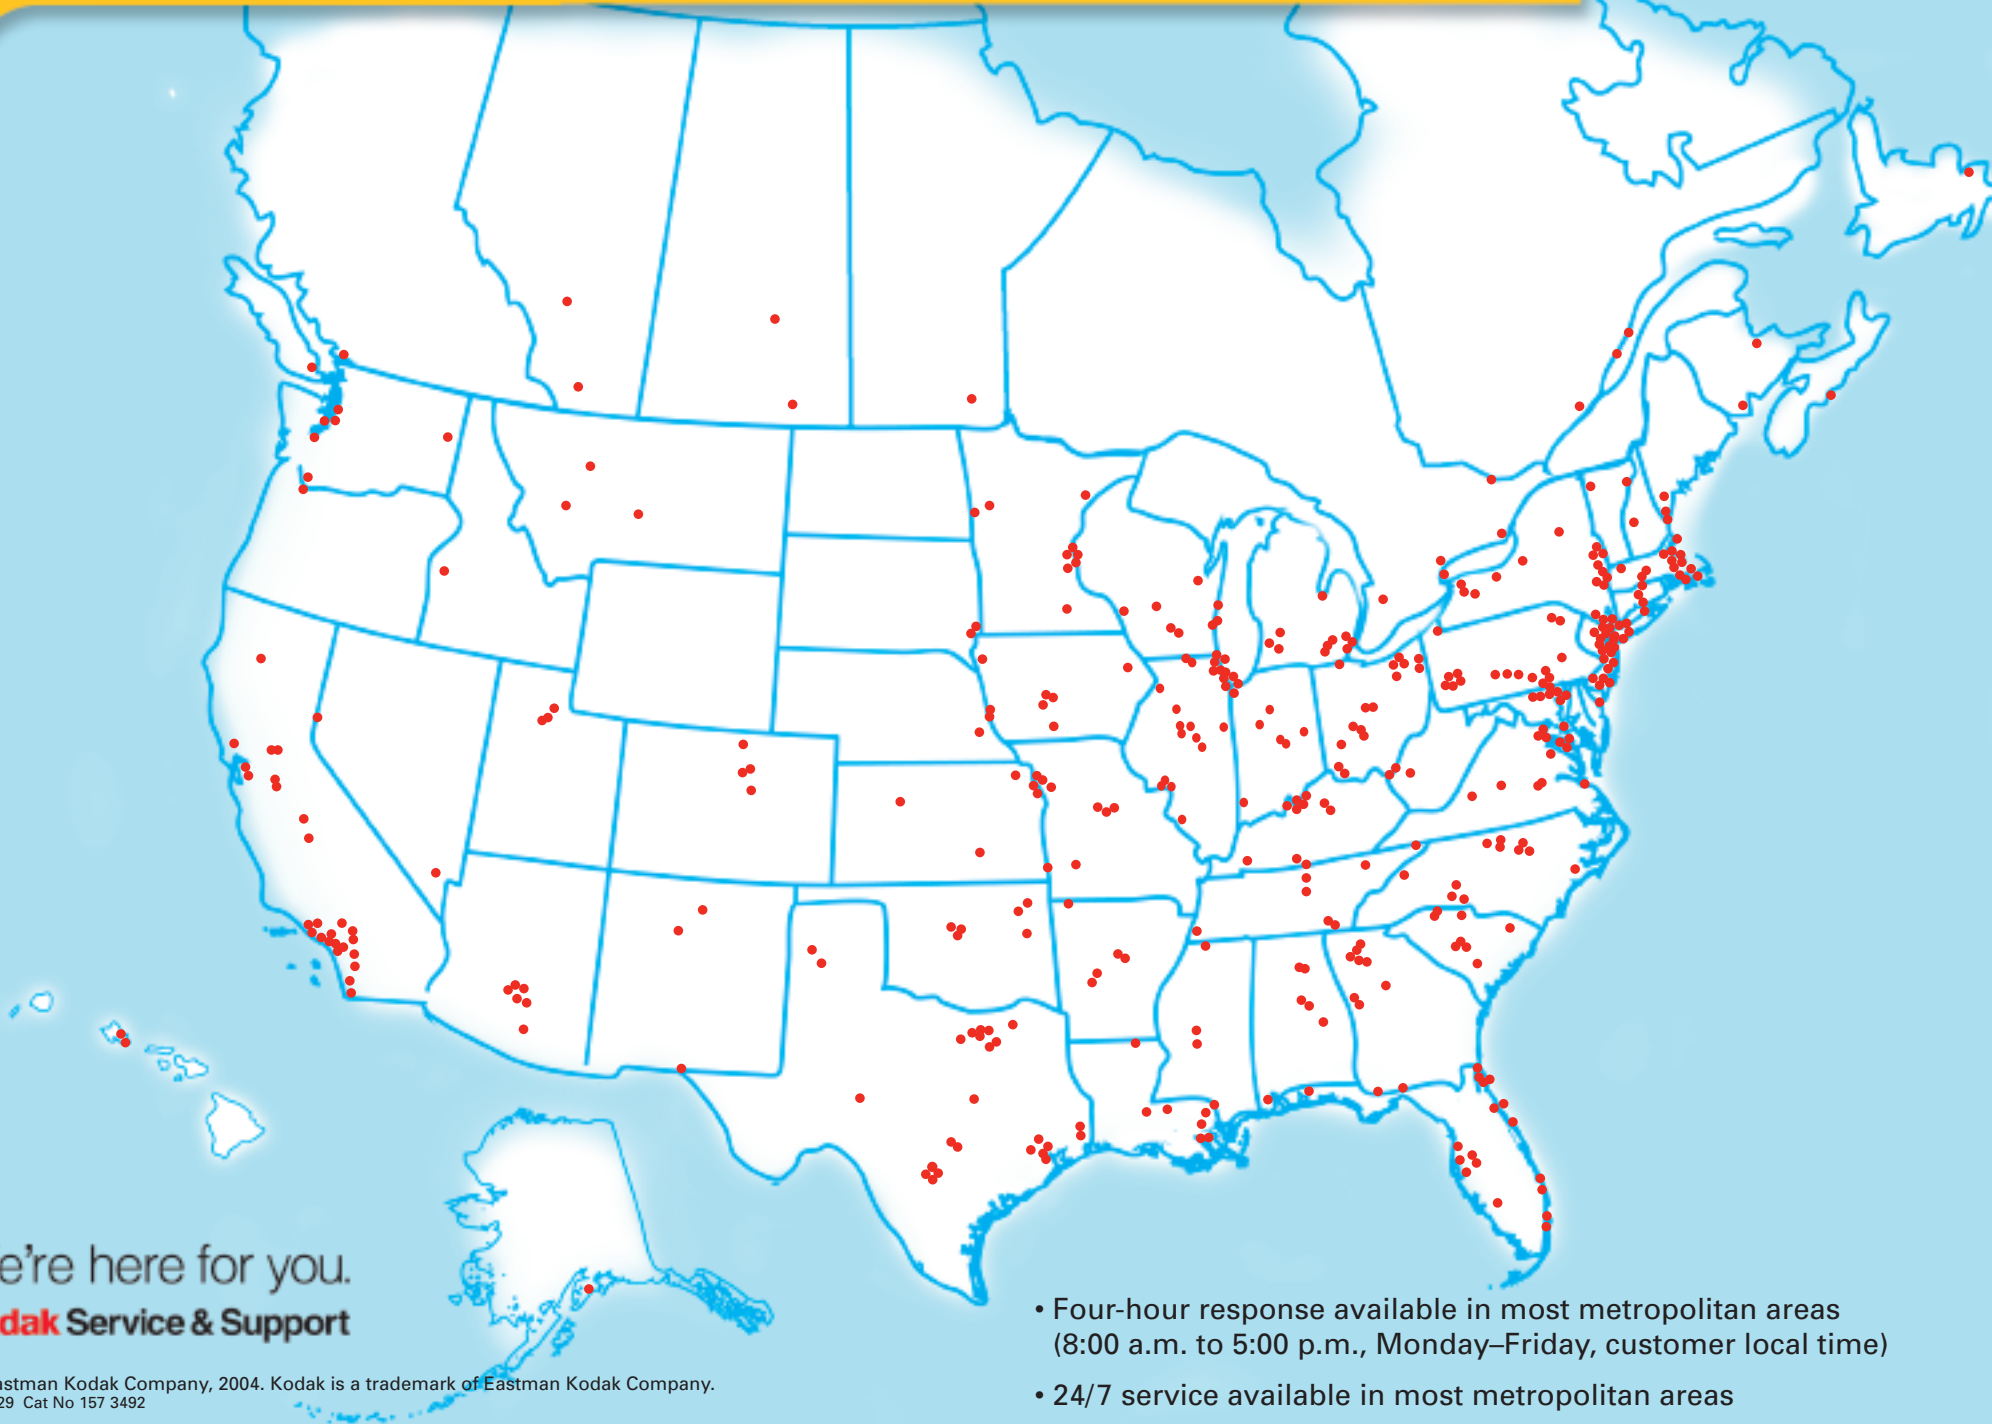 e're here for you.
dak Service & Support
astman Kodak Company, 2004. Kodak is a trademark of Eastman Kodak Company.
29 Cat No 157 3492
• Four-hour response available in most metropolitan areas
(8:00 a.m. to 5:00 p.m., Monday–Friday, customer local time)
• 24/7 service available in most metropolitan areas